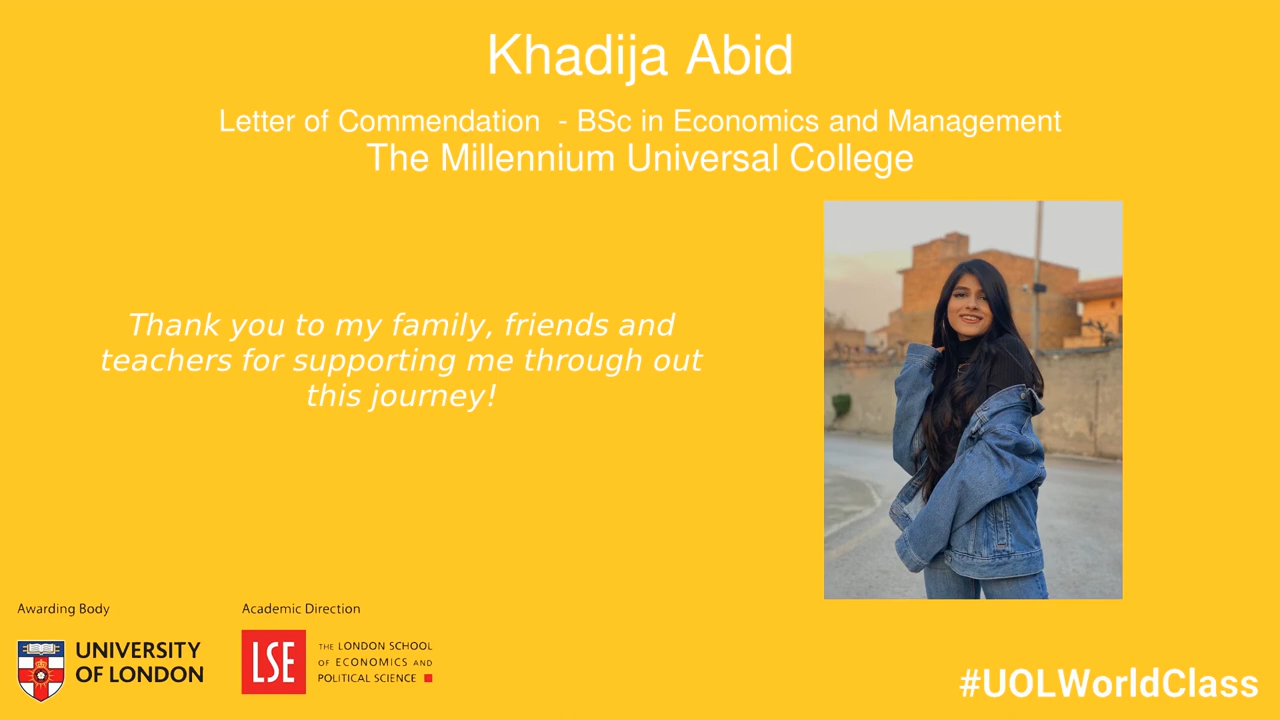 Khadija Abid
Letter of Commendation  - BSc in Economics and Management
The Millennium Universal College
Thank you to my family, friends and
teachers for supporting me through out
this journey!
Awarding Body
Academic Direction
UNIVERSITY
OF LONDON
LSE
THE LONDON SCHOOL
OF ECONOMICS AND
POLITICAL SCIENCE
#UOLWorldClass